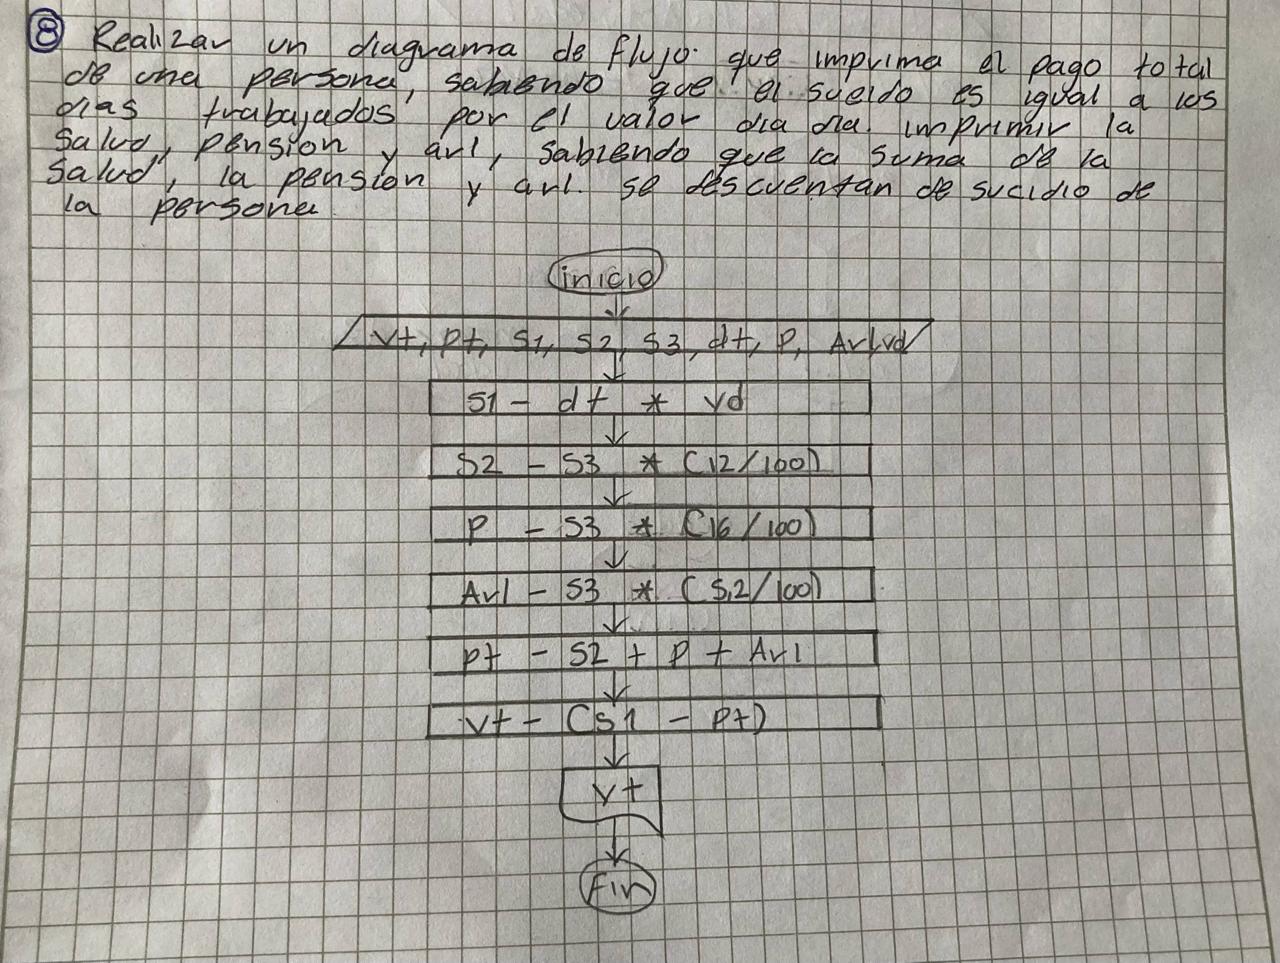 8 Realizar un diagrama de flujo que imprima el pago total
de una persona, sabiendo que el sueldo es igual a los
dias trabajados por el valor dia dia. imprimir la
salud, pension y arl, sabiendo que la suma de la
salud, la pension y arl. se descuentan de sucidio de
la persona.
inicio
vt, pt, S1, S2, S3, dt, P, Arl, vd
S1 - dt * vd
S2 - S3 * (12/100)
P - S3 * (16/100)
Arl - S3 * (5,2/100)
pt - S2 + P + Arl
vt - (S1 - pt)
vt
Fin